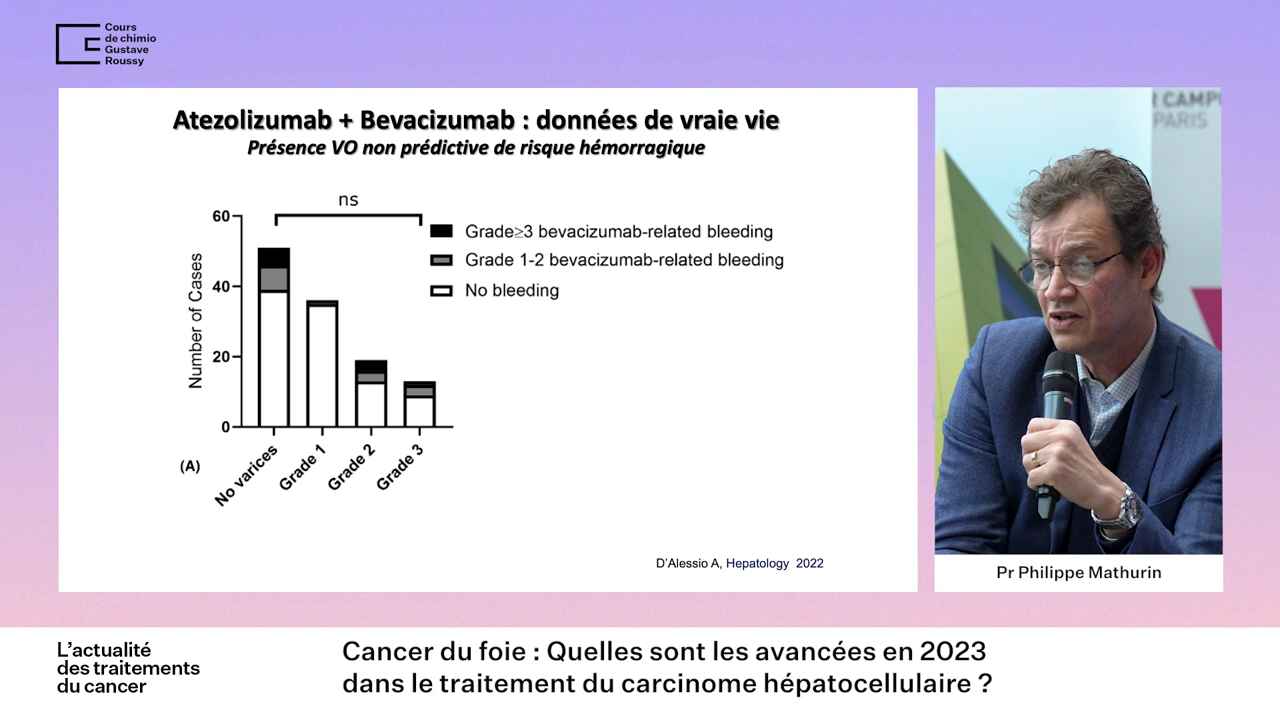 Cours
de chimio
Gustave
Roussy
Atezolizumab + Bevacizumab : données de vraie vie
Présence VO non prédictive de risque hémorragique
ns
Number of Cases
60
40
20
0
Grade≥3 bevacizumab-related bleeding
Grade 1-2 bevacizumab-related bleeding
No bleeding
(A)
No varices
Grade 1
Grade 2
Grade 3
D'Alessio A, Hepatology 2022
CAMP
PARIS
Pr Philippe Mathurin
L'actualité
des traitements
du cancer
Cancer du foie : Quelles sont les avancées en 2023
dans le traitement du carcinome hépatocellulaire ?